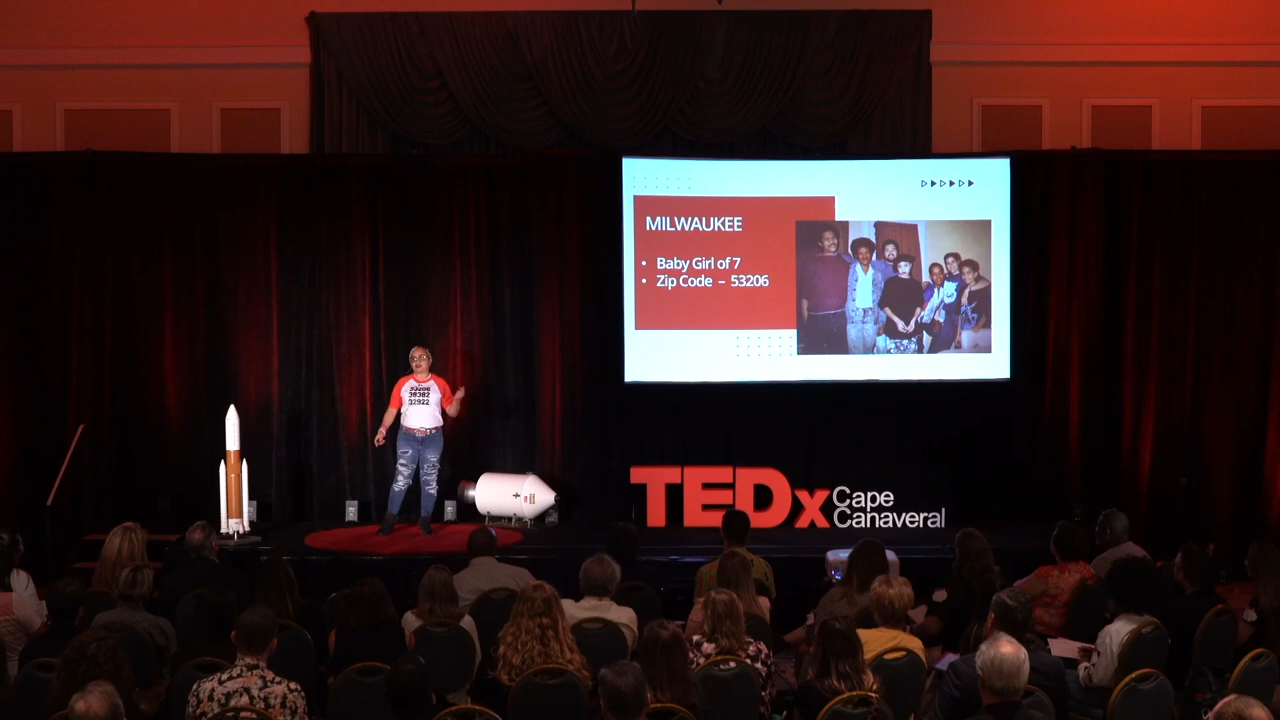 MILWAUKEE
• Baby Girl of 7
• Zip Code – 53206
53206
38382
32922
TEDx Cape
Canaveral